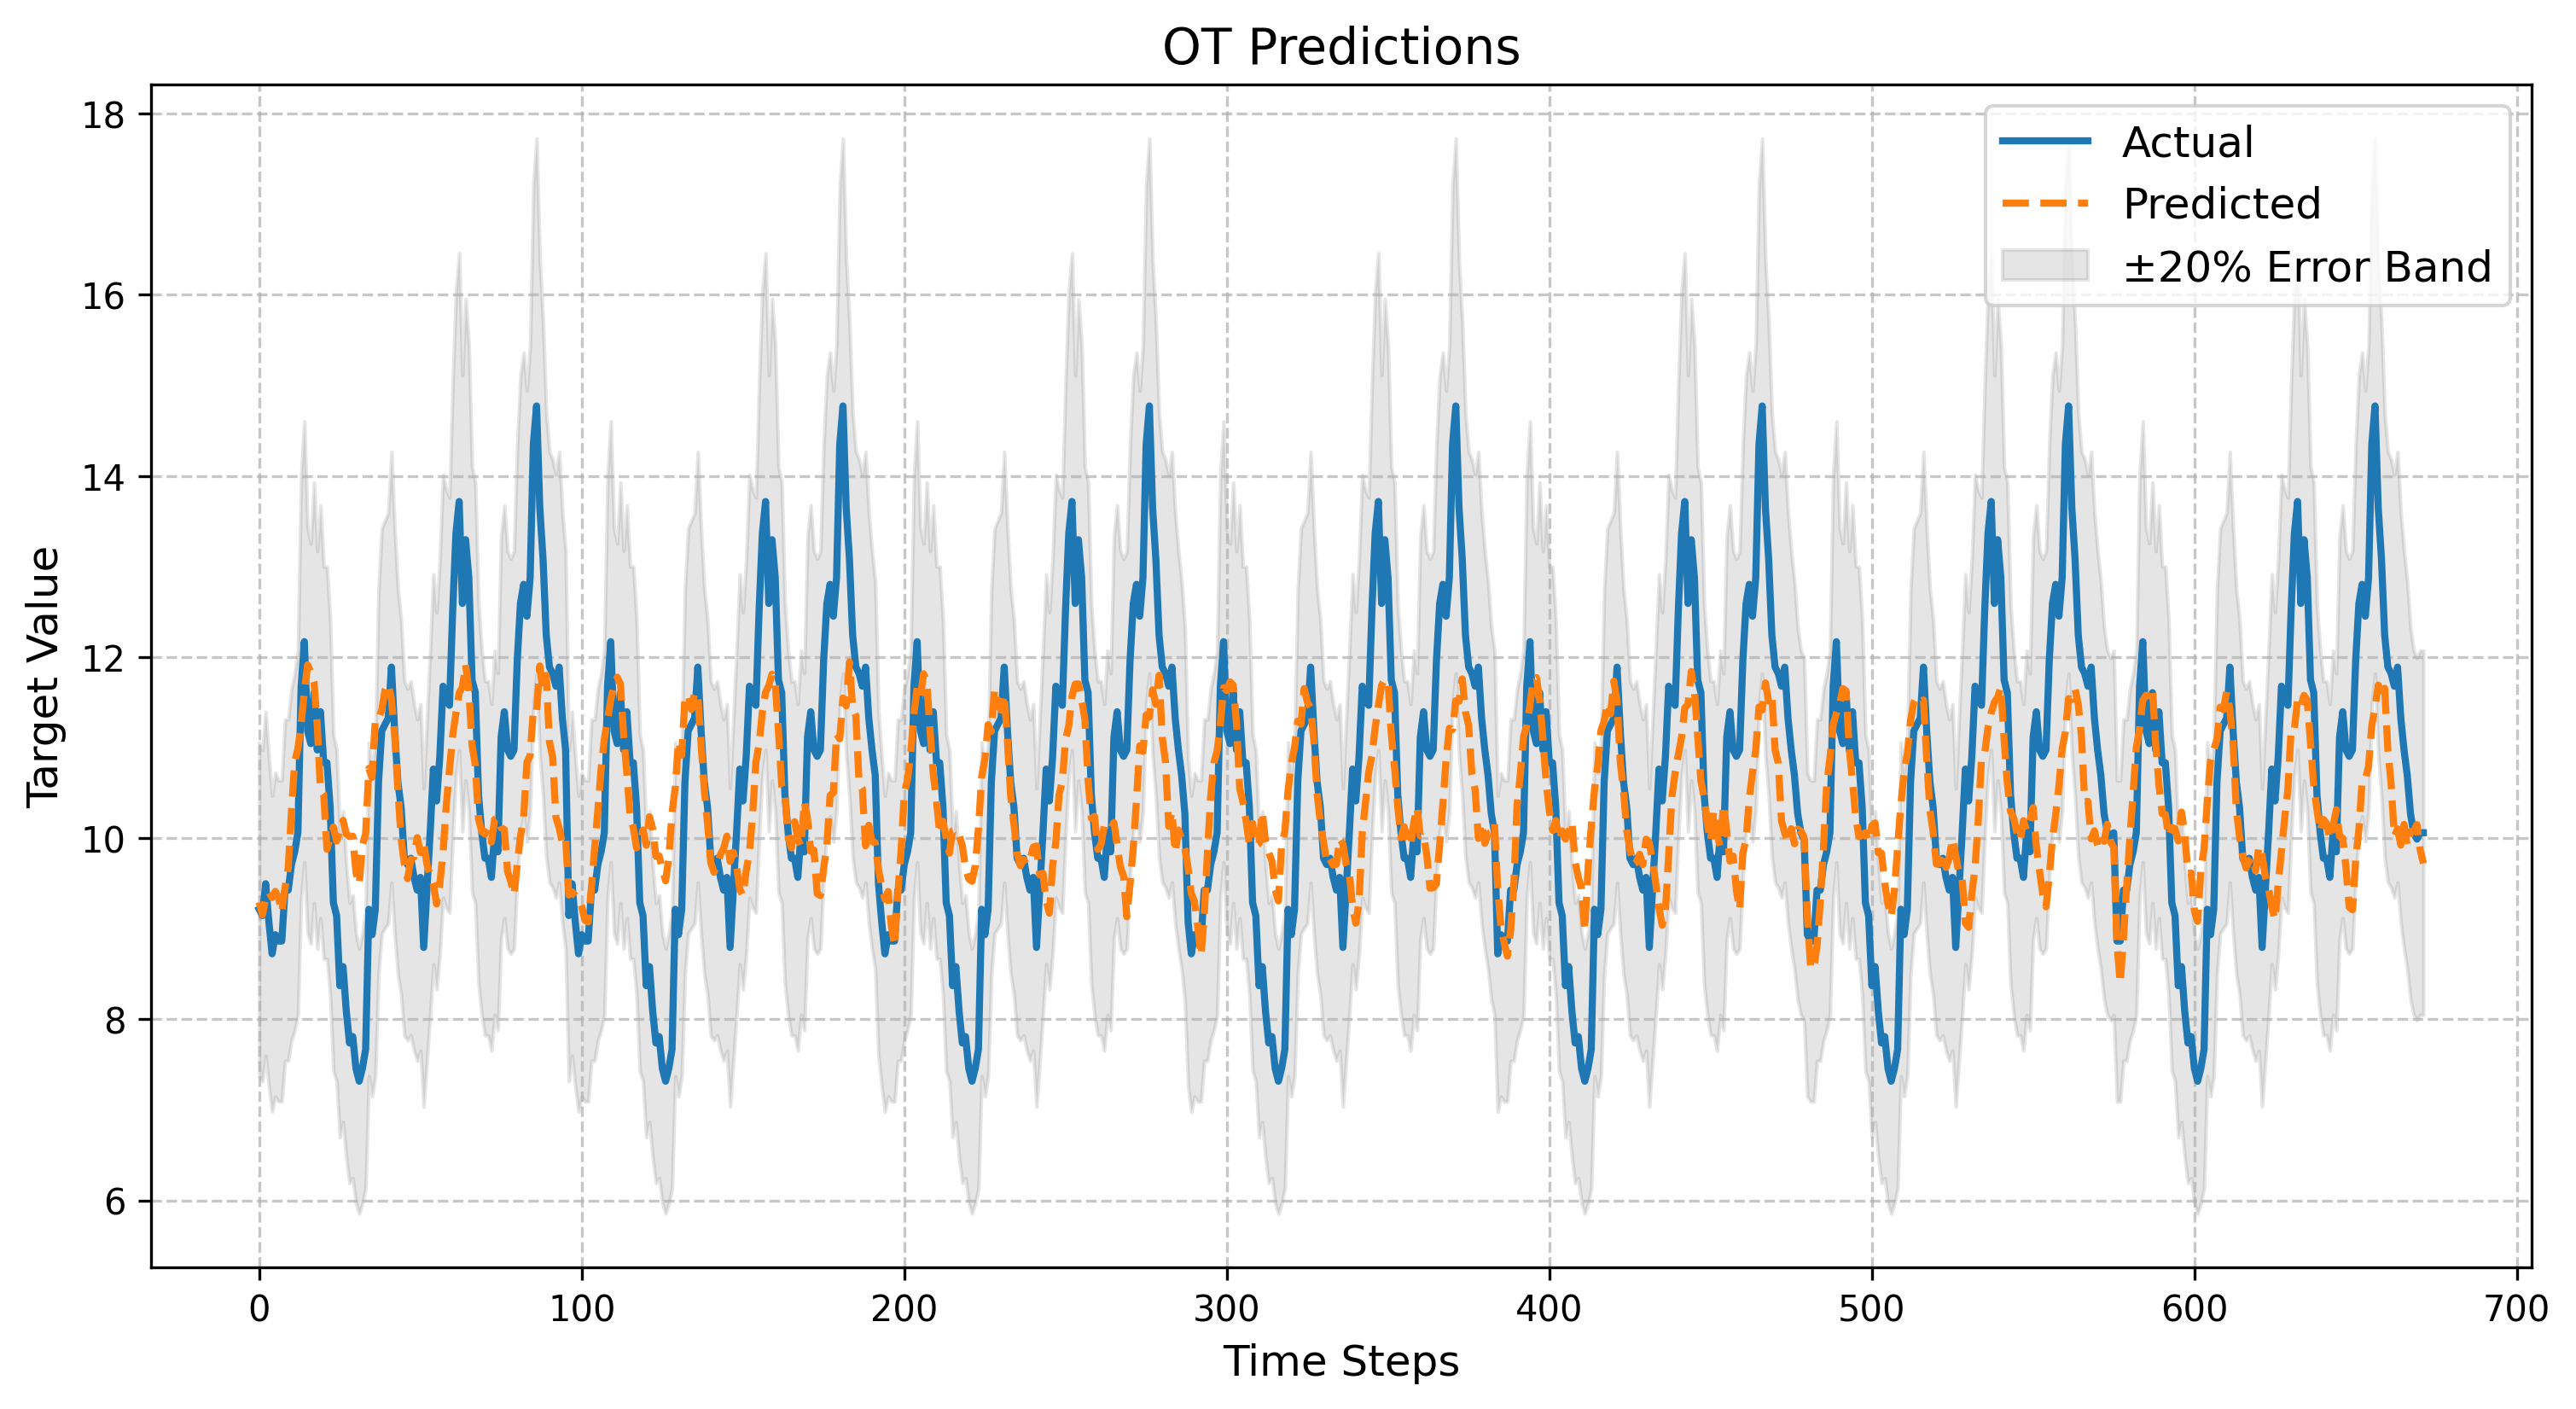 OT Predictions
18
16
14
12
10
8
6
Target Value
Actual
Predicted
±20% Error Band
0 100 200 300 400 500 600 700
Time Steps